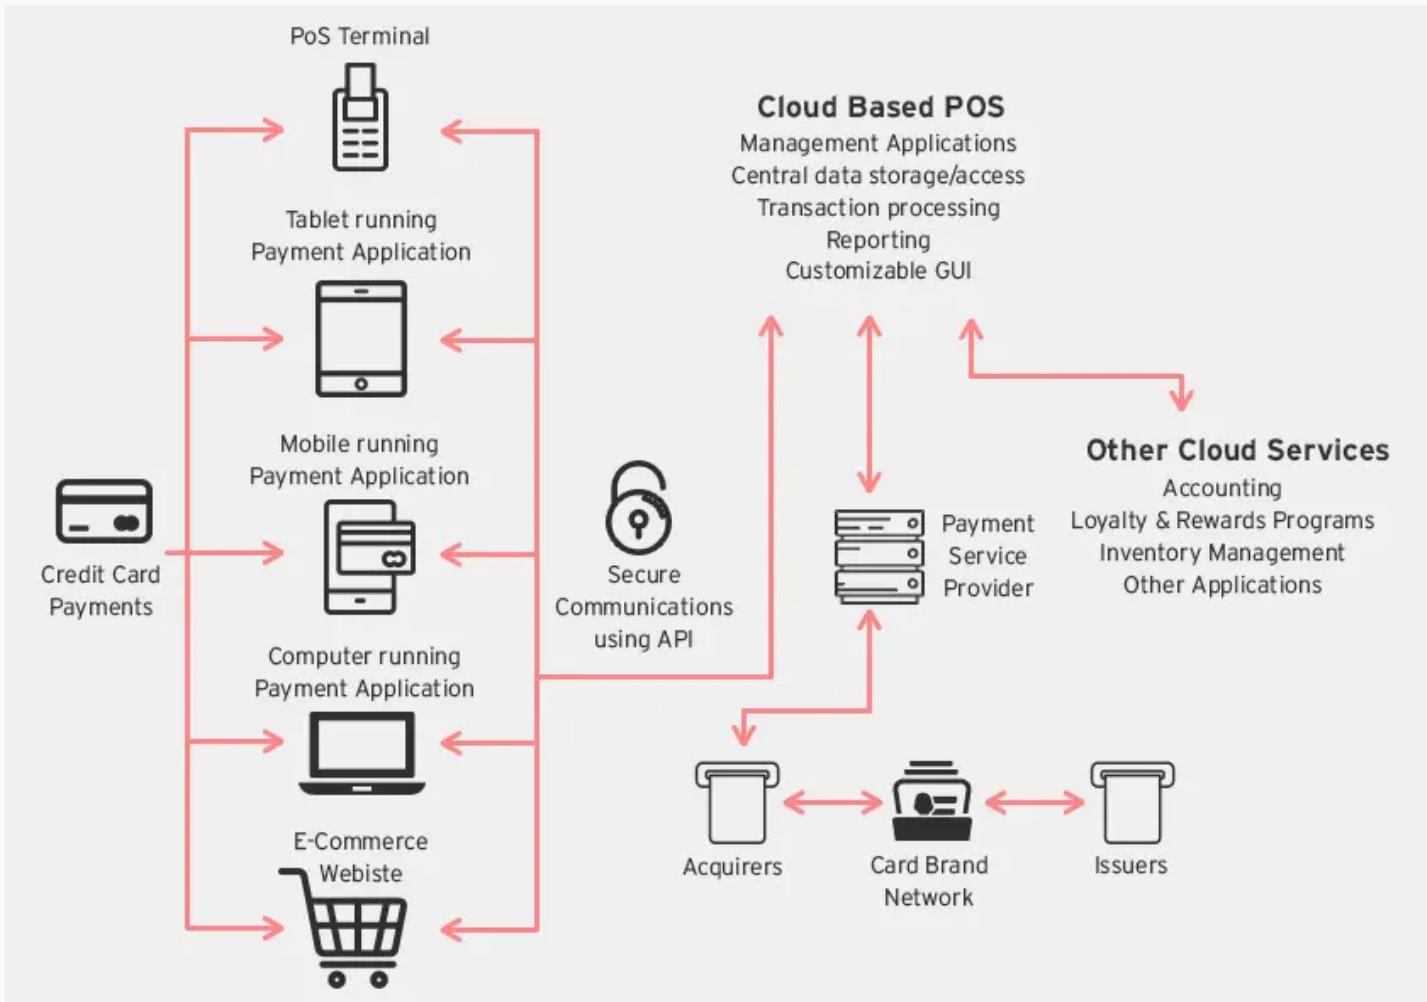 PoS Terminal
Tablet running
Payment Application
Mobile running
Payment Application
Credit Card
Payments
Computer running
Payment Application
E-Commerce
Webiste
Secure
Communications
using API
Cloud Based POS
Management Applications
Central data storage/access
Transaction processing
Reporting
Customizable GUI
Payment
Service
Provider
Other Cloud Services
Accounting
Loyalty & Rewards Programs
Inventory Management
Other Applications
Acquirers
Card Brand
Network
Issuers